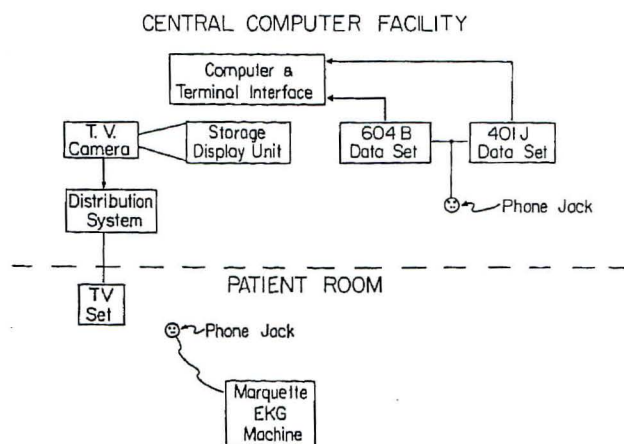 CENTRAL COMPUTER FACILITY
Computer &
Terminal Interface
T. V.
Camera
Storage
Display Unit
604 B
Data Set
401J
Data Set
Distribution
System
Phone Jack
PATIENT ROOM
TV
Set
Phone Jack
Marquette
EKG
Machine